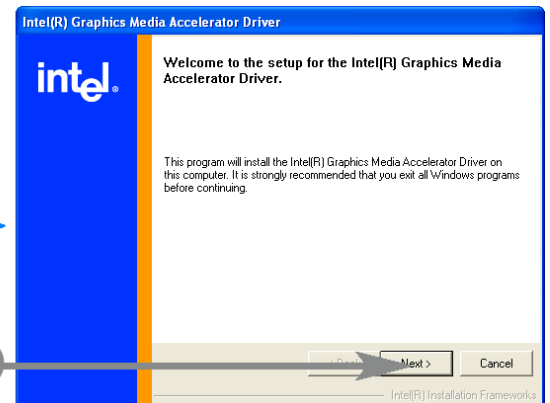 Intel(R) Graphics Media Accelerator Driver
intel®
Welcome to the setup for the Intel(R) Graphics Media
Accelerator Driver.
This program will install the Intel(R) Graphics Media Accelerator Driver on
this computer. It is strongly recommended that you exit all Windows programs
before continuing.
< Back Next > Cancel
Intel(R) Installation Frameworks